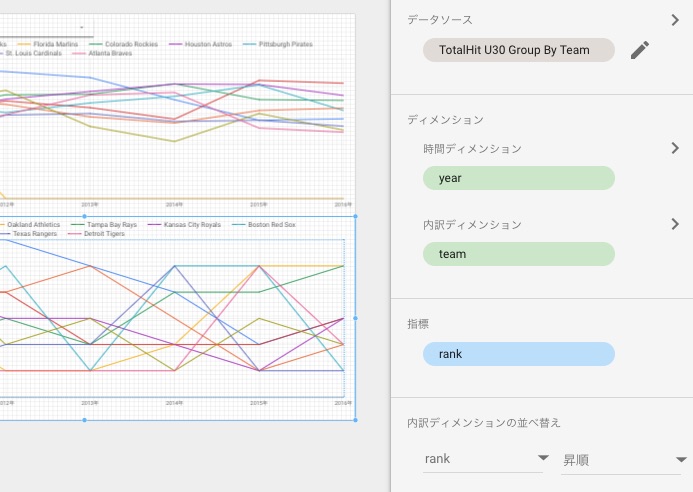 データソース
TotalHit U30 Group By Team
ks Florida Marlins Colorado Rockies Houston Astros Pittsburgh Pirates
St. Louis Cardinals Atlanta Braves
012年 2013年 2014年 2015年 2016年
Oakland Athletics Tampa Bay Rays Kansas City Royals Boston Red Sox
Texas Rangers Detroit Tigers
012年 2013年 2014年 2015年 2016年
ディメンション
時間ディメンション
year
内訳ディメンション
team
指標
rank
内訳ディメンションの並べ替え
rank 昇順